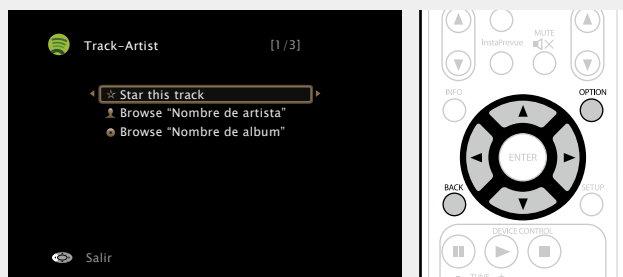 Track-Artist [1/3]
☆ Star this track
Browse “Nombre de artista”
Browse “Nombre de album”
Salir
MUTE
InstaPrevue
INFO
OPTION
ENTER
BACK
SETUP
DEVICE CONTROL
- TUNE +